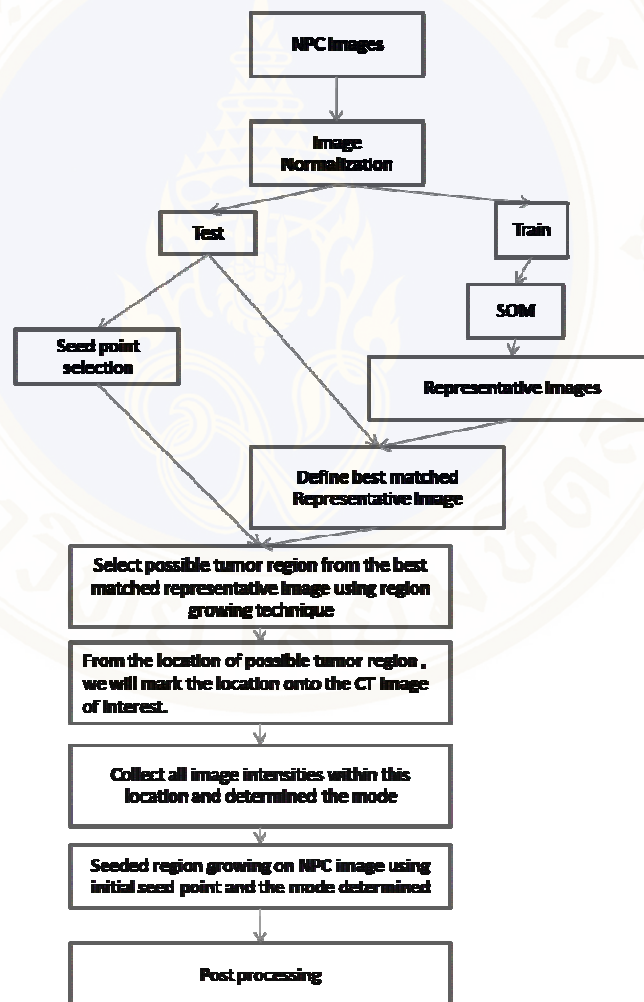 NPC Images
Image
Normalization
Test
Train
SOM
Seed point
selection
Representative Images
Define best matched
Representative Image
Select possible tumor region from the best
matched representative image using region
growing technique
From the location of possible tumor region ,
we will mark the location onto the CT image
of interest.
Collect all image intensities within this
location and determined the mode
Seeded region growing on NPC image using
initial seed point and the mode determined
Post processing